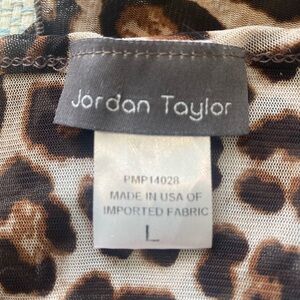 Jordan Taylor
PMP14028
MADE IN USA OF
IMPORTED FABRIC
L